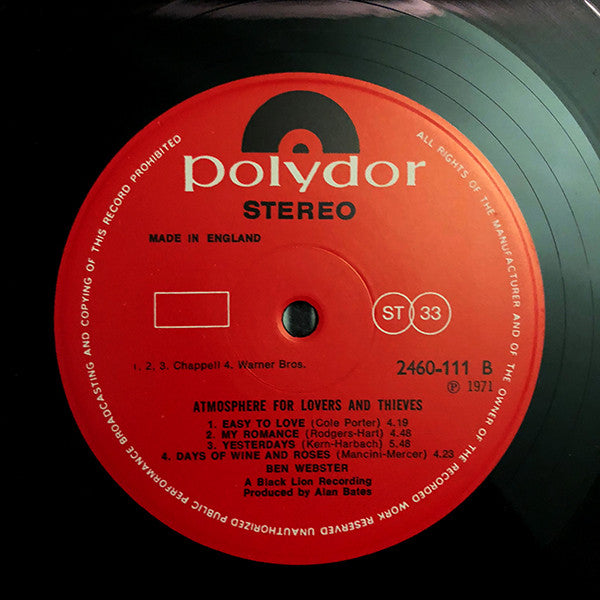 polydor
STEREO
MADE IN ENGLAND
ST 33
1. 2, 3. Chappell 4. Warner Bros.
2460-111 B
℗ 1971
ATMOSPHERE FOR LOVERS AND THIEVES
1. EASY TO LOVE (Cole Porter) 4.19
2. MY ROMANCE (Rodgers-Hart) 4.48
3. YESTERDAYS (Kern-Harbach) 5.48
4. DAYS OF WINE AND ROSES (Mancini-Mercer) 4.23
BEN WEBSTER
A Black Lion Recording
Produced by Alan Bates
ALL RIGHTS OF THE MANUFACTURER AND OF THE OWNER OF THE RECORDED WORK RESERVED UNAUTHORIZED PUBLIC PERFORMANCE BROADCASTING AND COPYING OF THIS RECORD PROHIBITED